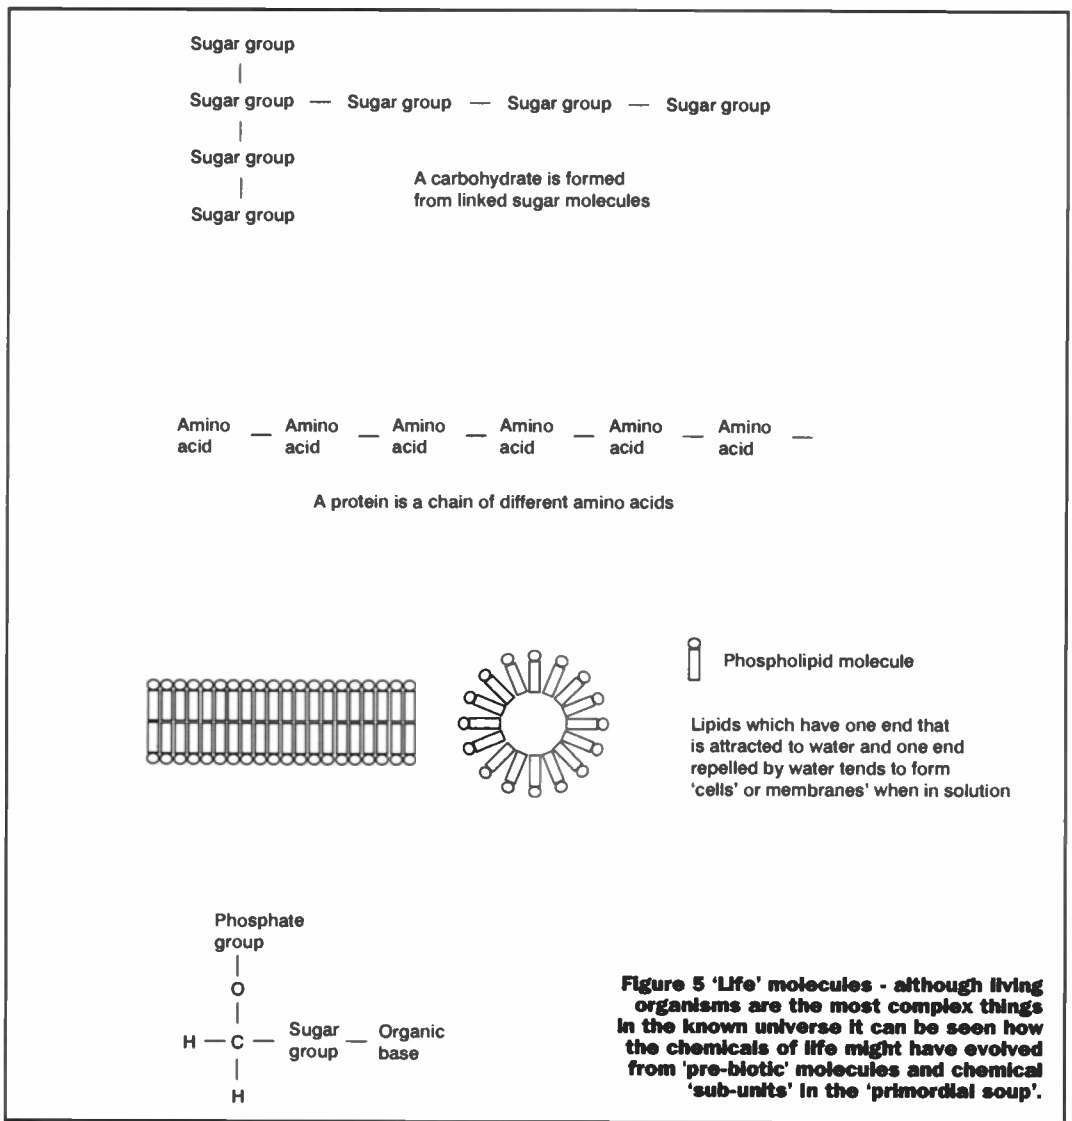 Sugar group
|
Sugar group — Sugar group — Sugar group — Sugar group
|
Sugar group
|
Sugar group
A carbohydrate is formed
from linked sugar molecules
Amino acid — Amino acid — Amino acid — Amino acid — Amino acid — Amino acid —
A protein is a chain of different amino acids
Phospholipid molecule
Lipids which have one end that
is attracted to water and one end
repelled by water tends to form
'cells' or membranes' when in solution
Phosphate
group
|
O
|
H — C — Sugar group — Organic base
|
H
Figure 5 'Life' molecules - although living
organisms are the most complex things
in the known universe it can be seen how
the chemicals of life might have evolved
from 'pre-biotic' molecules and chemical
'sub-units' in the 'primordial soup'.